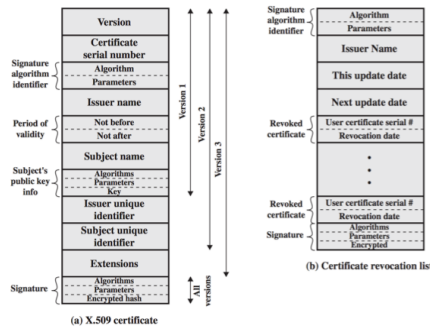 Version
Certificate
serial number
Signature
algorithm
identifier
Algorithm
Parameters
Issuer name
Period of
validity
Not before
Not after
Subject name
Subject's
public key
info
Algorithms
Parameters
Key
Issuer unique
identifier
Subject unique
identifier
Extensions
Signature
Algorithms
Parameters
Encrypted hash
Version 1
Version 2
Version 3
All
versions
(a) X.509 certificate
Signature
algorithm
identifier
Algorithm
Parameters
Issuer Name
This update date
Next update date
Revoked
certificate
User certificate serial #
Revocation date
•
•
•
Revoked
certificate
User certificate serial #
Revocation date
Signature
Algorithms
Parameters
Encrypted
(b) Certificate revocation lis